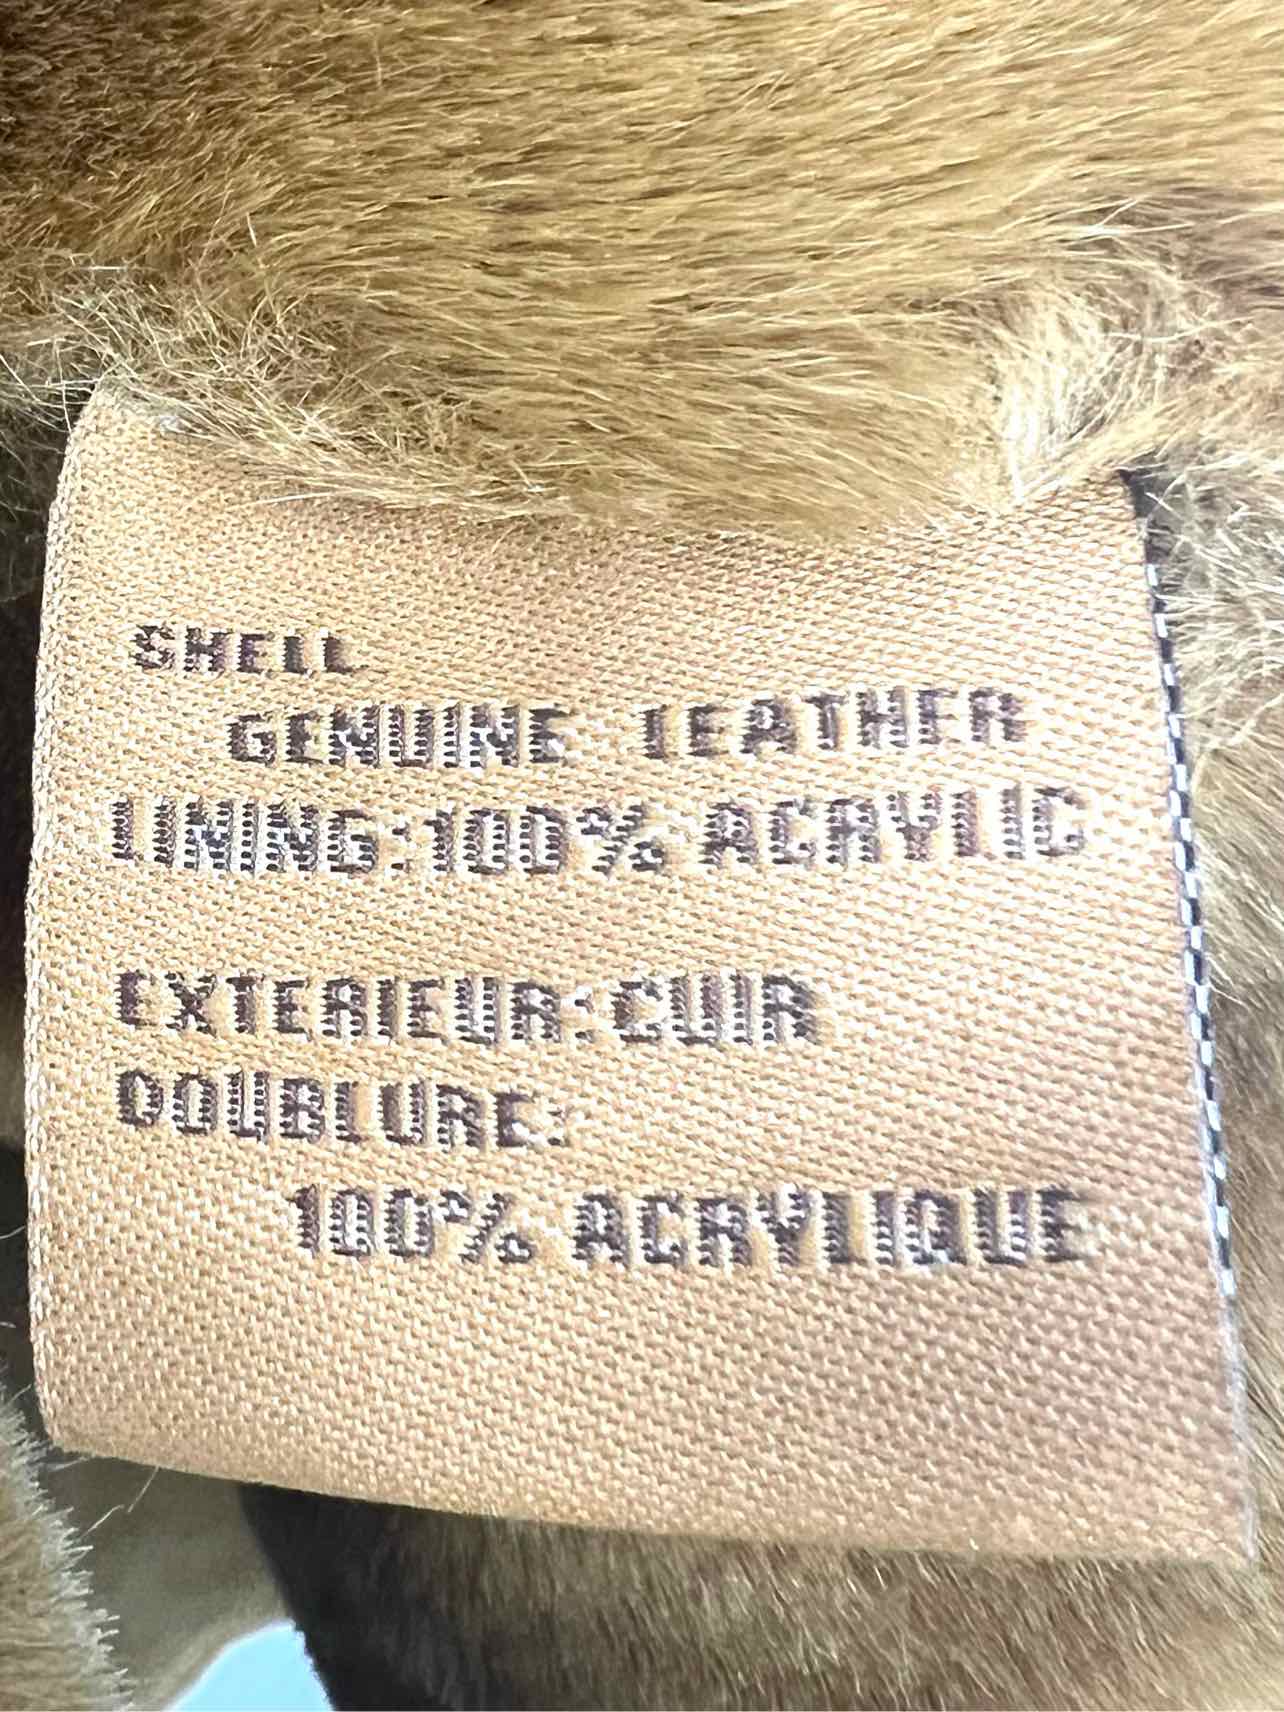 SHELL
GENUINE LEATHER
LINING:100% ACRYLIC
EXTERIEUR:CUIR
DOUBLURE:
100% ACRYLIQUE